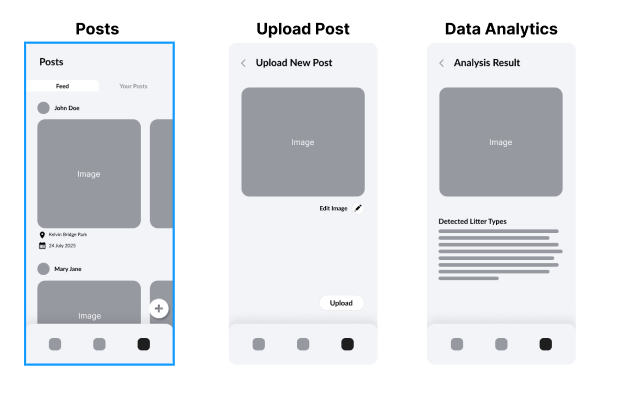 Posts
Upload Post
Data Analytics
Posts
Feed
Your Posts
John Doe
Image
Kelvin Bridge Park
24 July 2025
Mary Jane
Image
Upload New Post
Image
Edit Image
Upload
Analysis Result
Image
Detected Litter Types